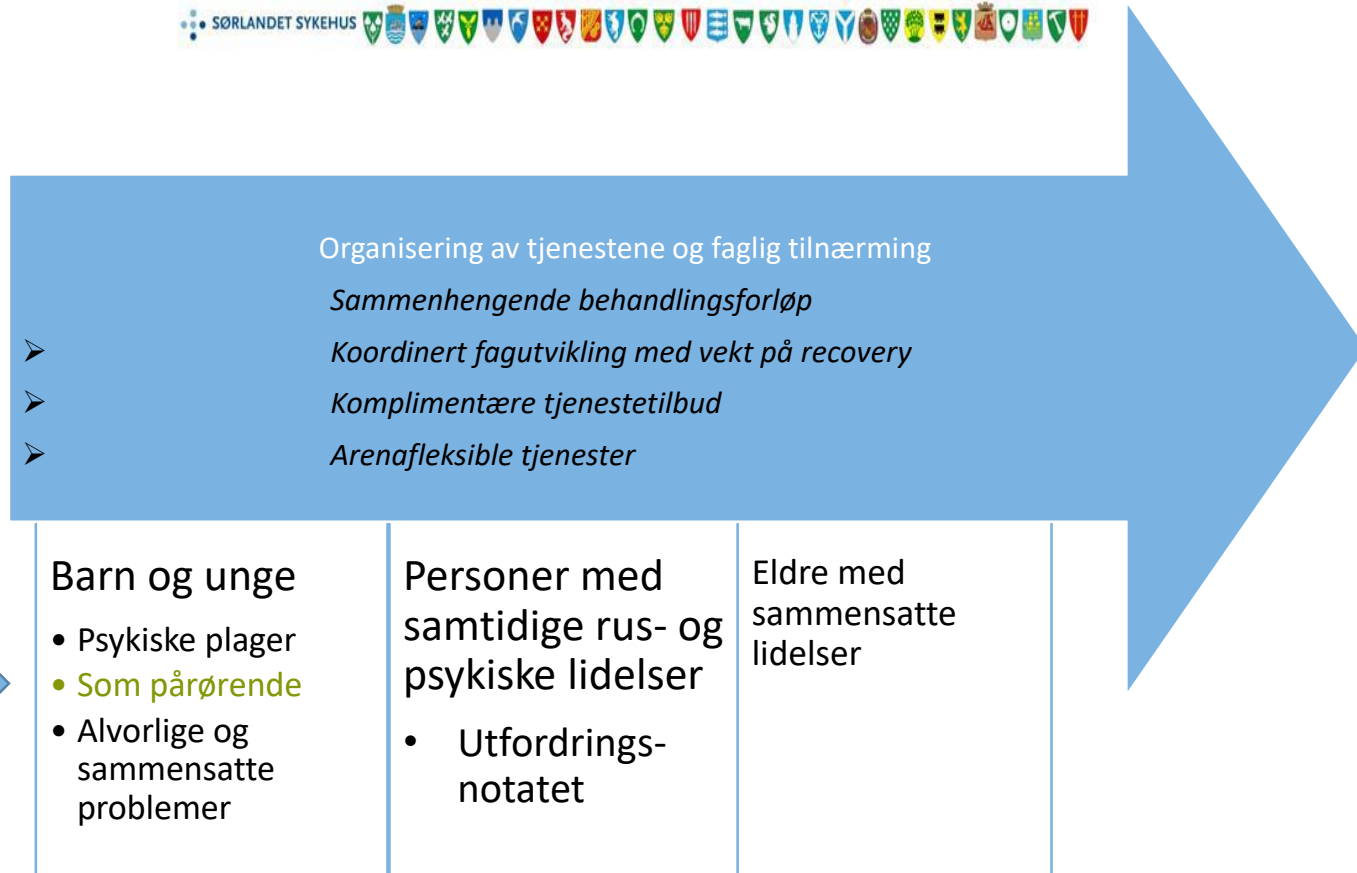 SØRLANDET SYKEHUS
Organisering av tjenestene og faglig tilnærming
Sammenhengende behandlingsforløp
➢ Koordinert fagutvikling med vekt på recovery
➢ Komplimentære tjenestetilbud
➢ Arenafleksible tjenester
Barn og unge
• Psykiske plager
• Som pårørende
• Alvorlige og
sammensatte
problemer
Personer med
samtidige rus- og
psykiske lidelser
• Utfordrings-
notatet
Eldre med
sammensatte
lidelser